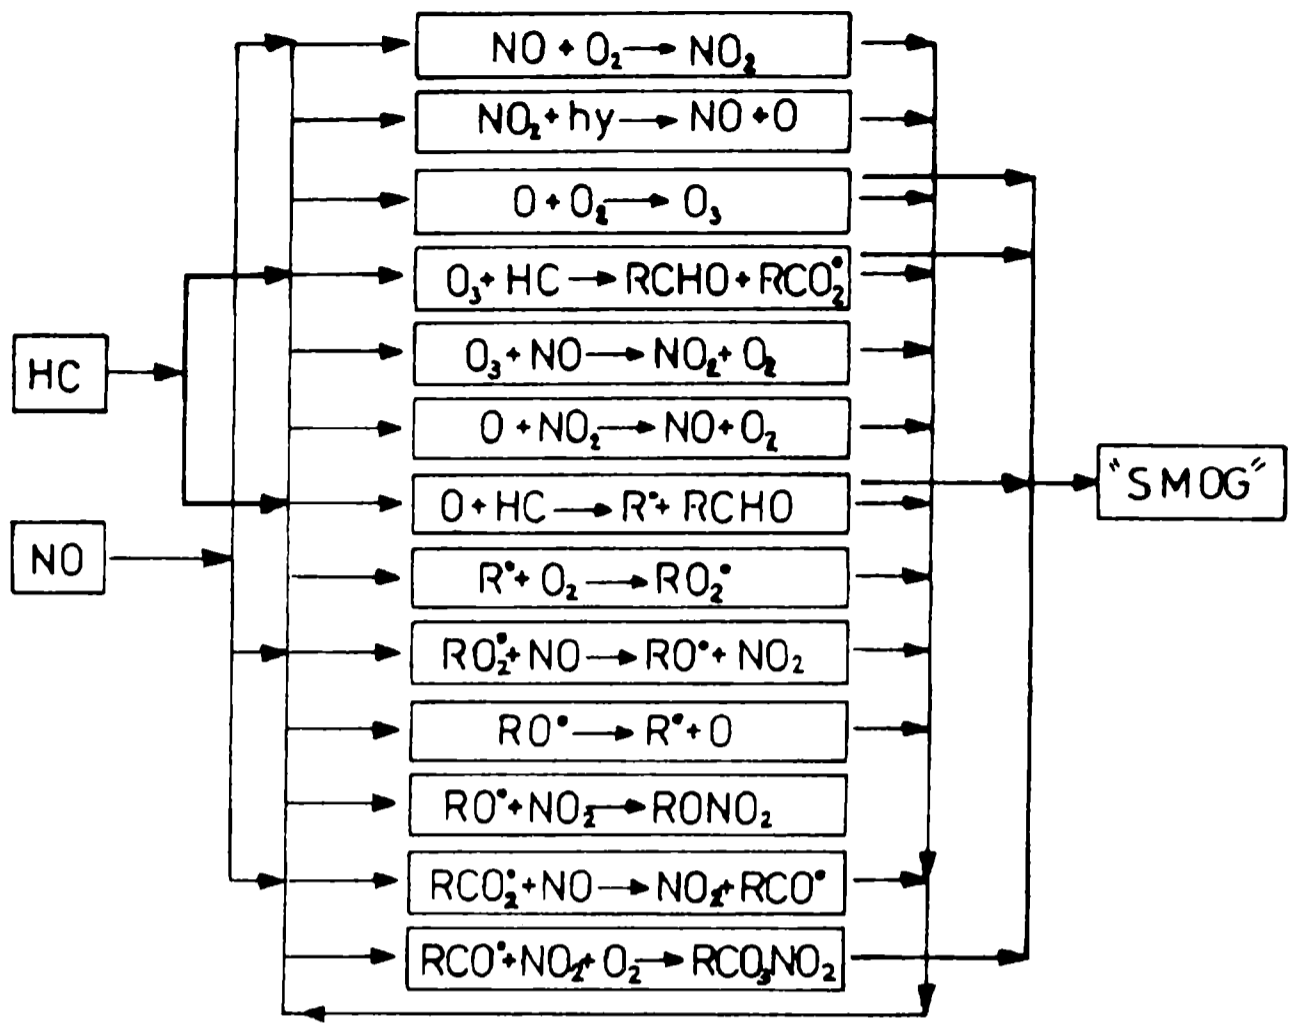 NO + O₂ → NO₂
NO₂ + hy → NO + O
O + O₂ → O₃
O₃ + HC → RCHO + RCO₂•
HC
O₃ + NO → NO₂ + O₂
O + NO₂ → NO + O₂
"SMOG"
O + HC → R• + RCHO
NO
R• + O₂ → RO₂•
RO₂• + NO → RO• + NO₂
RO• → R• + O
RO• + NO₂ → RONO₂
RCO₂• + NO → NO₂ + RCO•
RCO• + NO₂ + O₂ → RCO₃NO₂